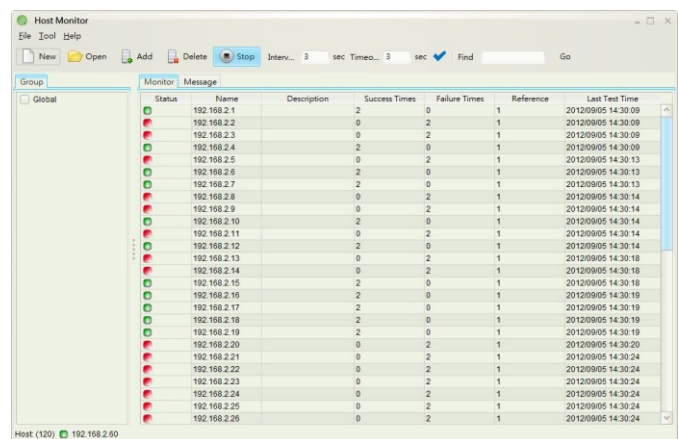 Host Monitor
File Tool Help
New Open Add Delete Stop Interv... 3 sec Timeo... 3 sec Find Go
Group
Monitor Message
Global
Status Name Description Success Times Failure Times Reference Last Test Time
192.168.2.1 2 0 1 2012/09/05 14:30:09
192.168.2.2 0 2 1 2012/09/05 14:30:09
192.168.2.3 0 2 1 2012/09/05 14:30:09
192.168.2.4 2 0 1 2012/09/05 14:30:09
192.168.2.5 0 2 1 2012/09/05 14:30:13
192.168.2.6 2 0 1 2012/09/05 14:30:13
192.168.2.7 2 0 1 2012/09/05 14:30:13
192.168.2.8 0 2 1 2012/09/05 14:30:14
192.168.2.9 0 2 1 2012/09/05 14:30:14
192.168.2.10 2 0 1 2012/09/05 14:30:14
192.168.2.11 0 2 1 2012/09/05 14:30:14
192.168.2.12 2 0 1 2012/09/05 14:30:14
192.168.2.13 0 2 1 2012/09/05 14:30:18
192.168.2.14 0 2 1 2012/09/05 14:30:18
192.168.2.15 2 0 1 2012/09/05 14:30:18
192.168.2.16 2 0 1 2012/09/05 14:30:19
192.168.2.17 2 0 1 2012/09/05 14:30:19
192.168.2.18 2 0 1 2012/09/05 14:30:19
192.168.2.19 2 0 1 2012/09/05 14:30:19
192.168.2.20 0 2 1 2012/09/05 14:30:20
192.168.2.21 0 2 1 2012/09/05 14:30:24
192.168.2.22 0 2 1 2012/09/05 14:30:24
192.168.2.23 0 2 1 2012/09/05 14:30:24
192.168.2.24 0 2 1 2012/09/05 14:30:24
192.168.2.25 0 2 1 2012/09/05 14:30:24
192.168.2.26 0 2 1 2012/09/05 14:30:24
Host: (120) 192.168.2.60